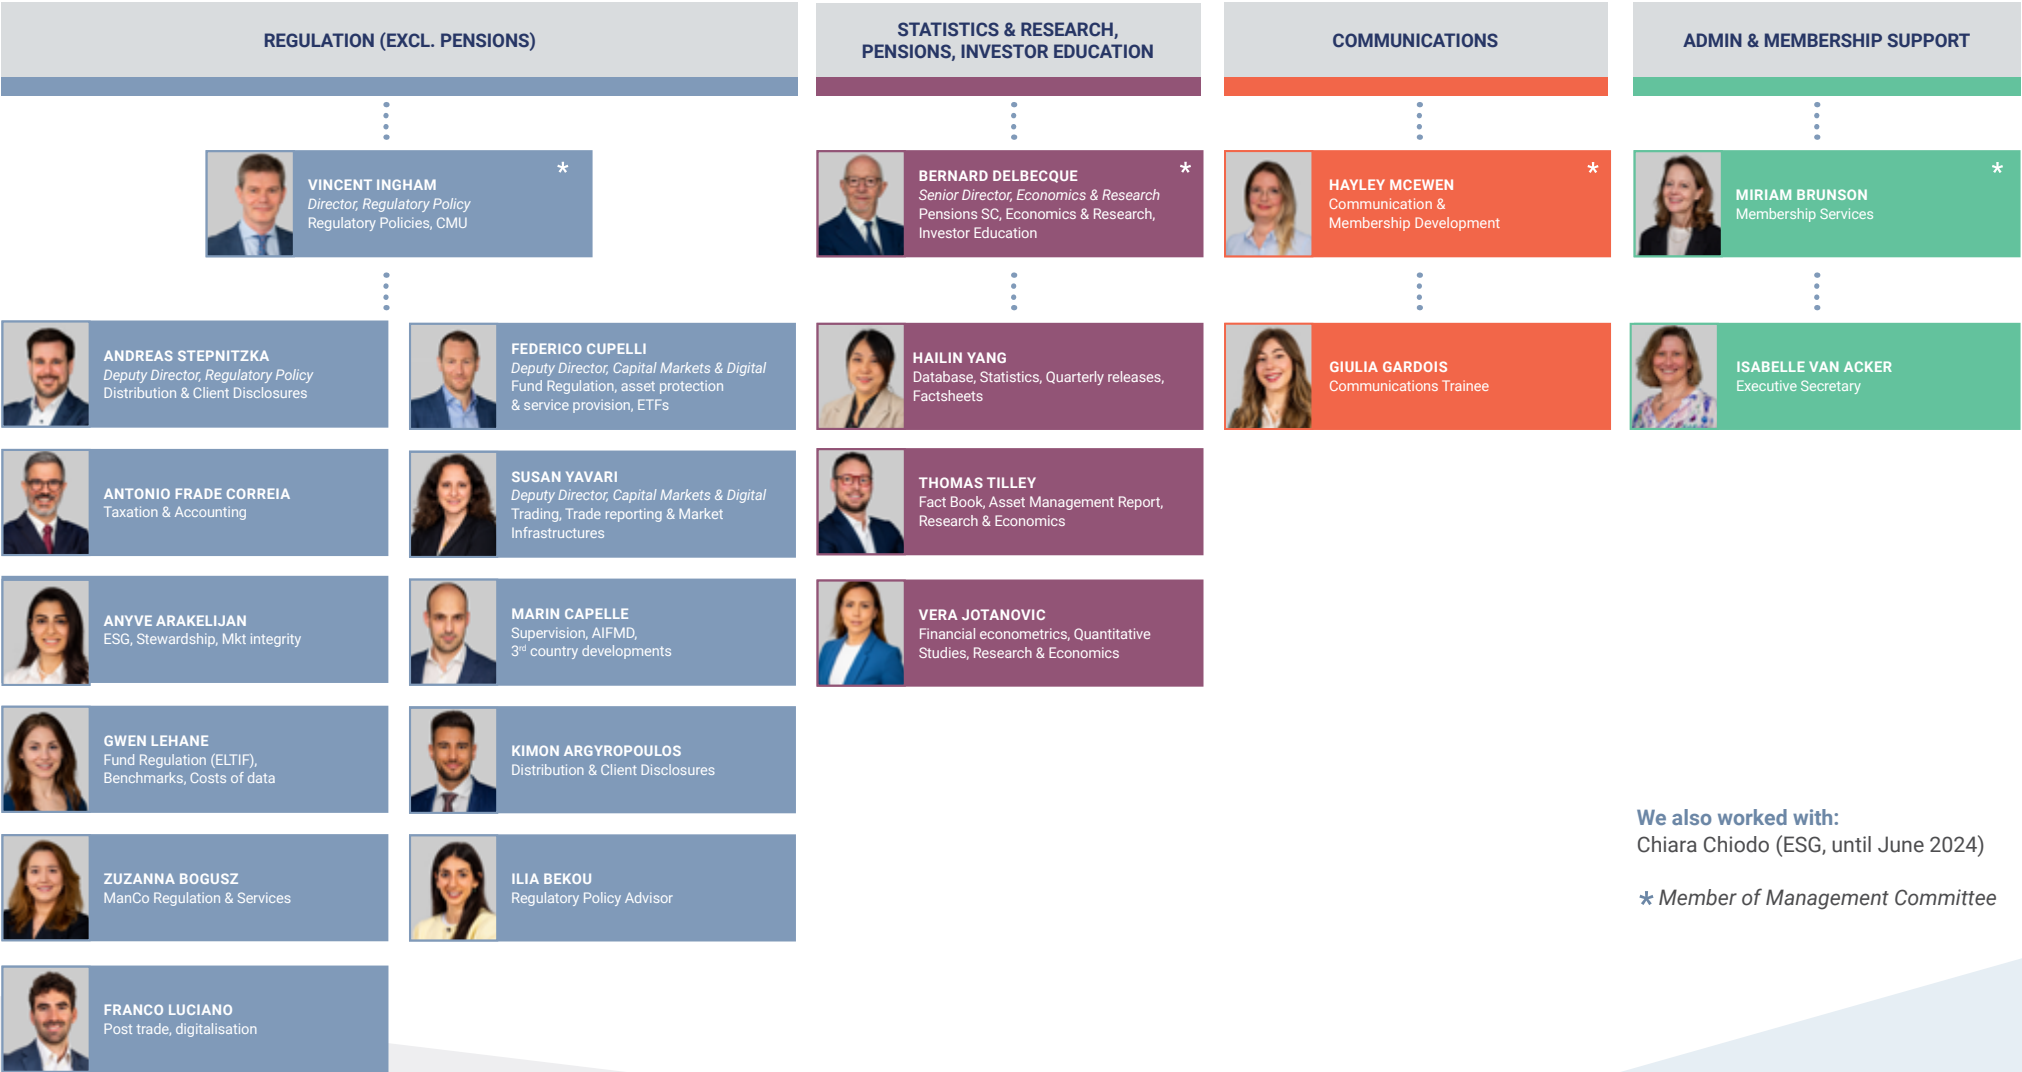 REGULATION (EXCL. PENSIONS)
VINCENT INGHAM
*
Director, Regulatory Policy
Regulatory Policies, CMU
ANDREAS STEPNITZKA
Deputy Director, Regulatory Policy
Distribution & Client Disclosures
ANTONIO FRADE CORREIA
Taxation & Accounting
ANYVE ARAKELIJAN
ESG, Stewardship, Mkt integrity
GWEN LEHANE
Fund Regulation (ELTIF),
Benchmarks, Costs of data
ZUZANNA BOGUSZ
ManCo Regulation & Services
FRANCO LUCIANO
Post trade, digitalisation
FEDERICO CUPELLI
Deputy Director, Capital Markets & Digital
Fund Regulation, asset protection
& service provision, ETFs
SUSAN YAVARI
Deputy Director, Capital Markets & Digital
Trading, Trade reporting & Market
Infrastructures
MARIN CAPELLE
Supervision, AIFMD,
3rd country developments
KIMON ARGYROPOULOS
Distribution & Client Disclosures
ILIA BEKOU
Regulatory Policy Advisor
STATISTICS & RESEARCH,
PENSIONS, INVESTOR EDUCATION
BERNARD DELBECQUE
*
Senior Director, Economics & Research
Pensions SC, Economics & Research,
Investor Education
HAILIN YANG
Database, Statistics, Quarterly releases,
Factsheets
THOMAS TILLEY
Fact Book, Asset Management Report,
Research & Economics
VERA JOTANOVIC
Financial econometrics, Quantitative
Studies, Research & Economics
COMMUNICATIONS
HAYLEY MCEWEN
*
Communication &
Membership Development
GIULIA GARDOIS
Communications Trainee
ADMIN & MEMBERSHIP SUPPORT
MIRIAM BRUNSON
*
Membership Services
ISABELLE VAN ACKER
Executive Secretary
We also worked with:
Chiara Chiodo (ESG, until June 2024)
* Member of Management Committee